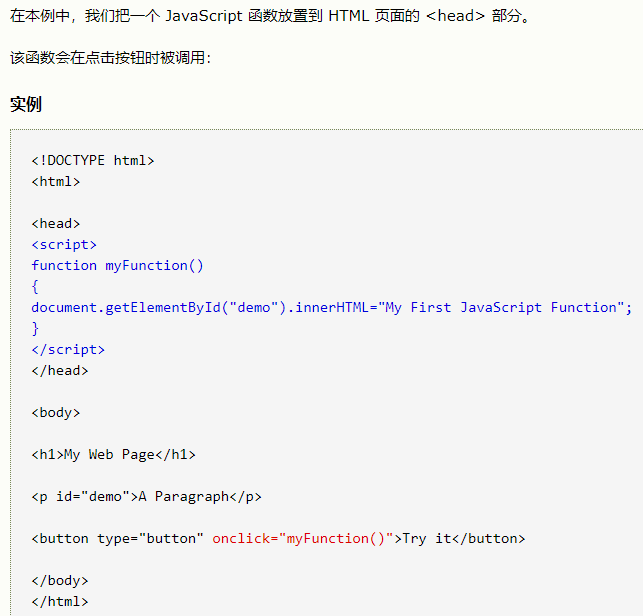 在本例中，我们把一个 JavaScript 函数放置到 HTML 页面的 <head> 部分。
该函数会在点击按钮时被调用：
实例
<!DOCTYPE html>
<html>
<head>
<script>
function myFunction()
{
document.getElementById("demo").innerHTML="My First JavaScript Function";
}
</script>
</head>
<body>
<h1>My Web Page</h1>
<p id="demo">A Paragraph</p>
<button type="button" onclick="myFunction()">Try it</button>
</body>
</html>